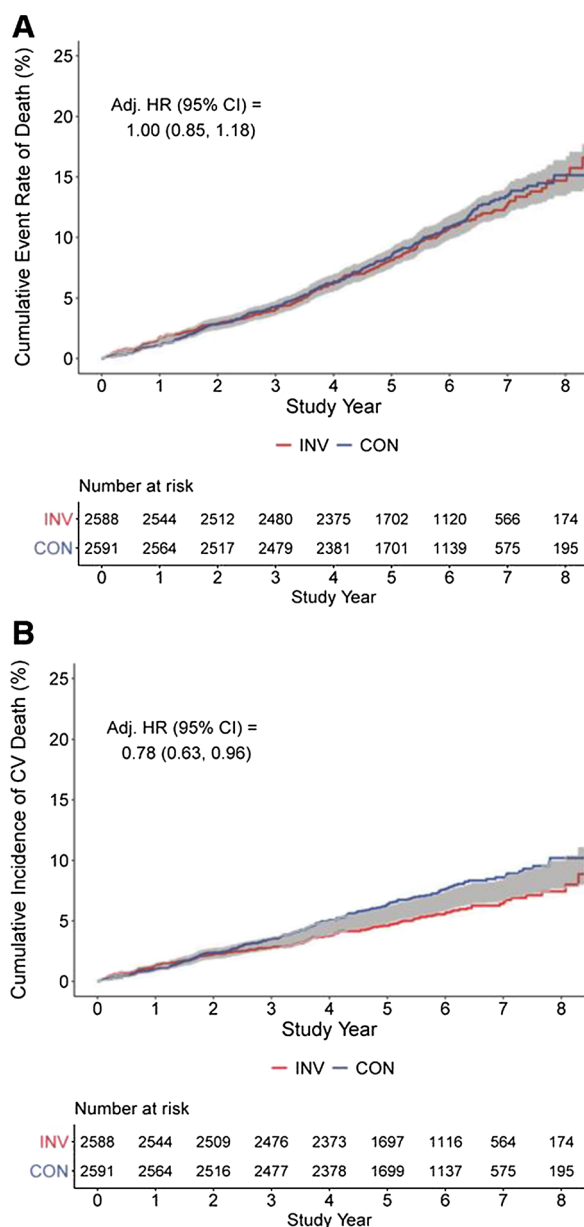 A
Cumulative Event Rate of Death (%)
25
20
15
10
5
0
Adj. HR (95% CI) =
1.00 (0.85, 1.18)
0 1 2 3 4 5 6 7 8
Study Year
INV CON
Number at risk
INV 2588 2544 2512 2480 2375 1702 1120 566 174
CON 2591 2564 2517 2479 2381 1701 1139 575 195
0 1 2 3 4 5 6 7 8
Study Year
B
Cumulative Incidence of CV Death (%)
25
20
15
10
5
0
Adj. HR (95% CI) =
0.78 (0.63, 0.96)
0 1 2 3 4 5 6 7 8
Study Year
INV CON
Number at risk
INV 2588 2544 2509 2476 2373 1697 1116 564 174
CON 2591 2564 2516 2477 2378 1699 1137 575 195
0 1 2 3 4 5 6 7 8
Study Year